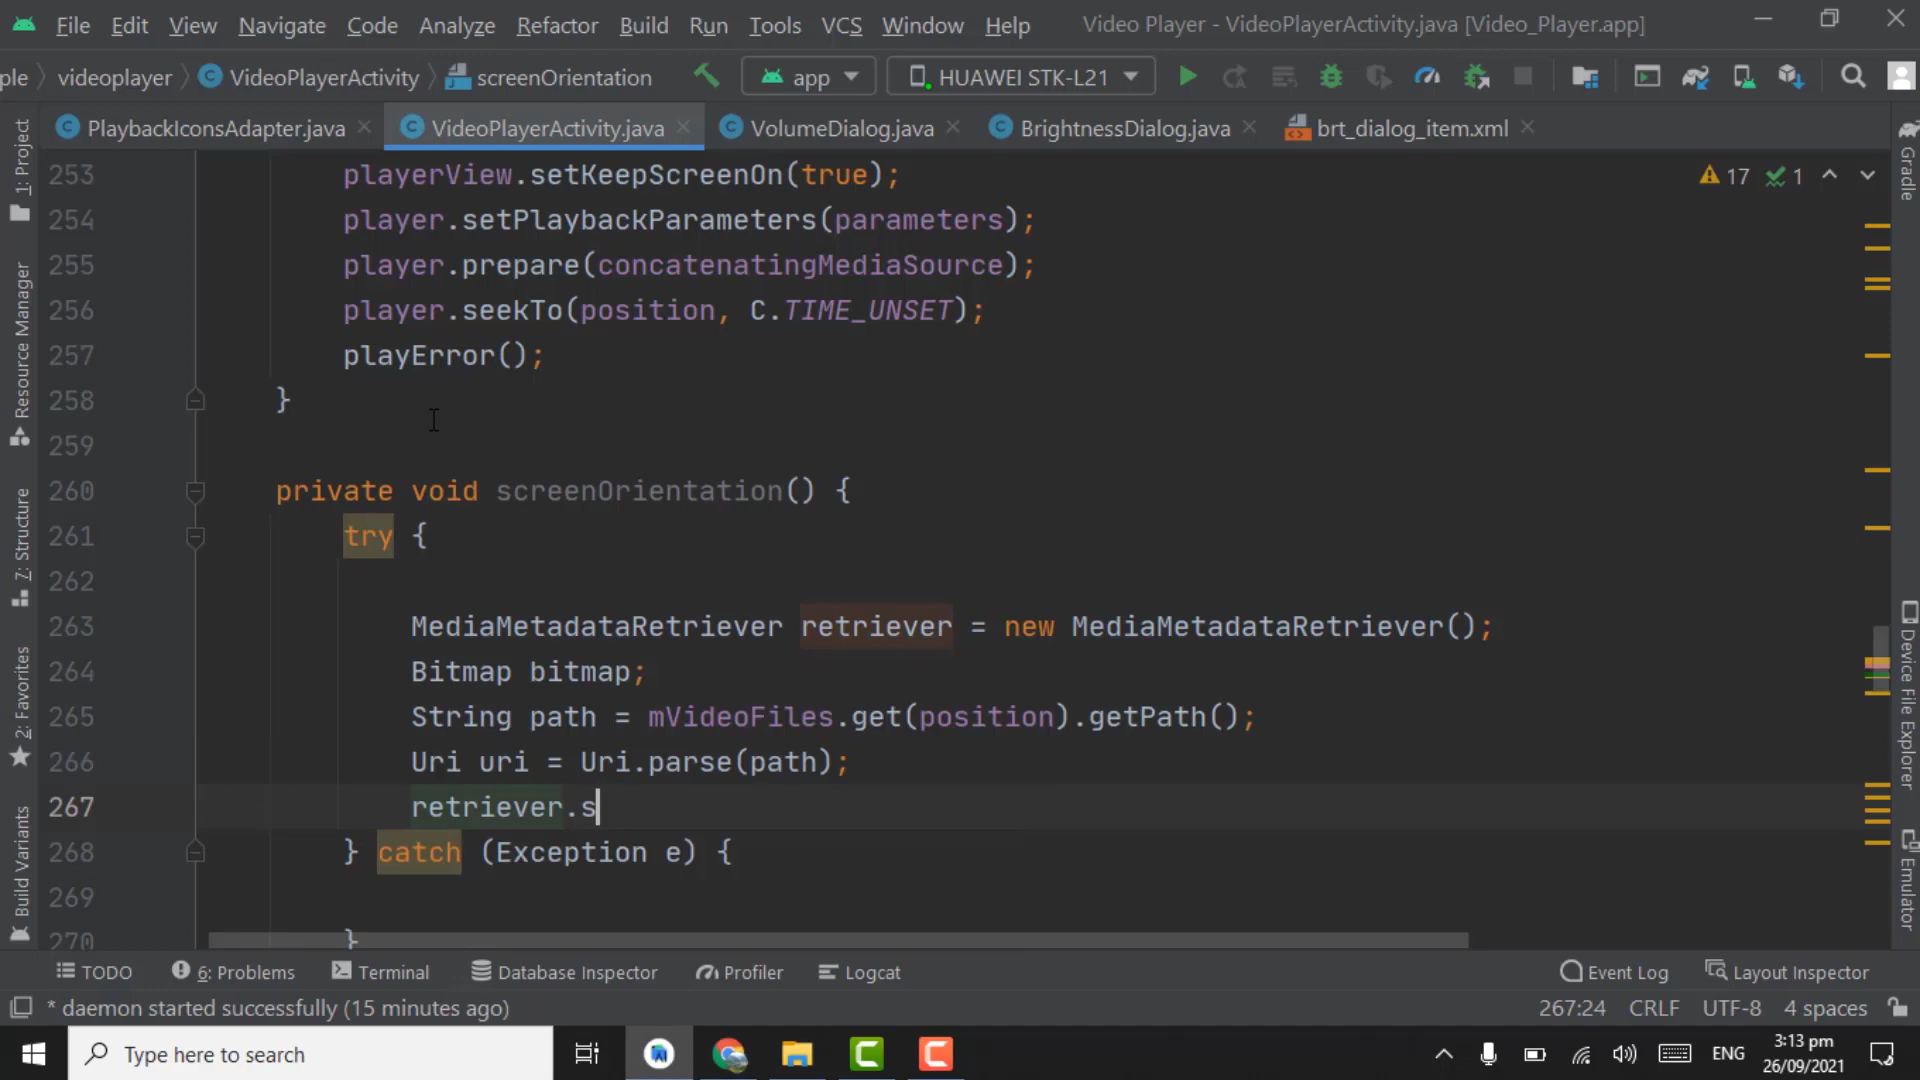 File Edit View Navigate Code Analyze Refactor Build Run Tools VCS Window Help Video Player - VideoPlayerActivity.java [Video_Player.app]
ple videoplayer VideoPlayerActivity screenOrientation app HUAWEI STK-L21
PlaybackIconsAdapter.java VideoPlayerActivity.java VolumeDialog.java BrightnessDialog.java brt_dialog_item.xml
1: Project
Resource Manager
7: Structure
2: Favorites
Build Variants
17 1
253 playerView.setKeepScreenOn(true);
254 player.setPlaybackParameters(parameters);
255 player.prepare(concatenatingMediaSource);
256 player.seekTo(position, C.TIME_UNSET);
257 playError();
258 }
259
260 private void screenOrientation() {
261 try {
262
263 MediaMetadataRetriever retriever = new MediaMetadataRetriever();
264 Bitmap bitmap;
265 String path = mVideoFiles.get(position).getPath();
266 Uri uri = Uri.parse(path);
267 retriever.s
268 } catch (Exception e) {
269
270 }
Gradle
Device File Explorer
Emulator
TODO 6: Problems Terminal Database Inspector Profiler Logcat Event Log Layout Inspector
* daemon started successfully (15 minutes ago) 267:24 CRLF UTF-8 4 spaces
Type here to search ENG 3:13 pm
26/09/2021